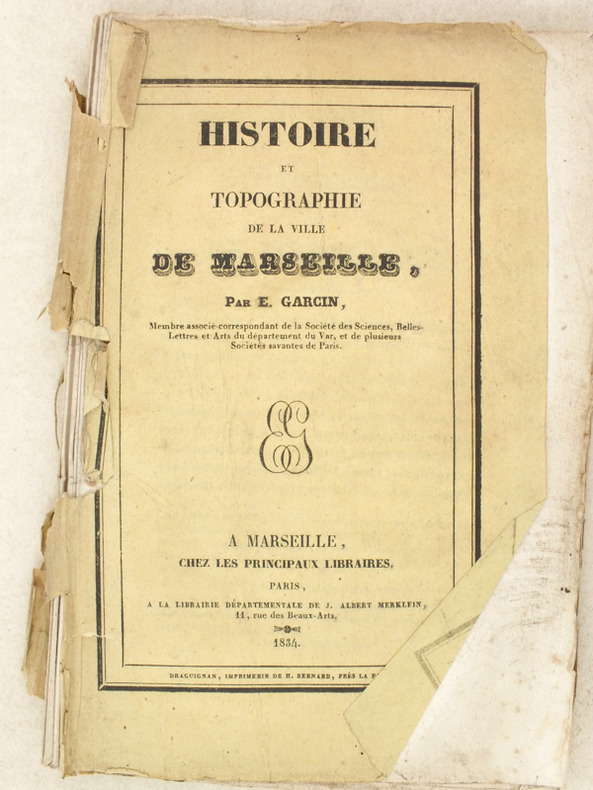 HISTOIRE
ET
TOPOGRAPHIE
DE LA VILLE
DE MARSEILLE,
PAR E. GARCIN,
Membre associé-correspondant de la Société des Sciences, Belles-
Lettres et Arts du département du Var, et de plusieurs
Sociétés savantes de Paris.
EG
A MARSEILLE,
CHEZ LES PRINCIPAUX LIBRAIRES.
PARIS,
A LA LIBRAIRIE DÉPARTEMENTALE DE J. ALBERT MERKLEIN,
11, rue des Beaux-Arts.
1834.
DRAGUIGNAN, IMPRIMERIE DE H. BERNARD, PRÈS LA P